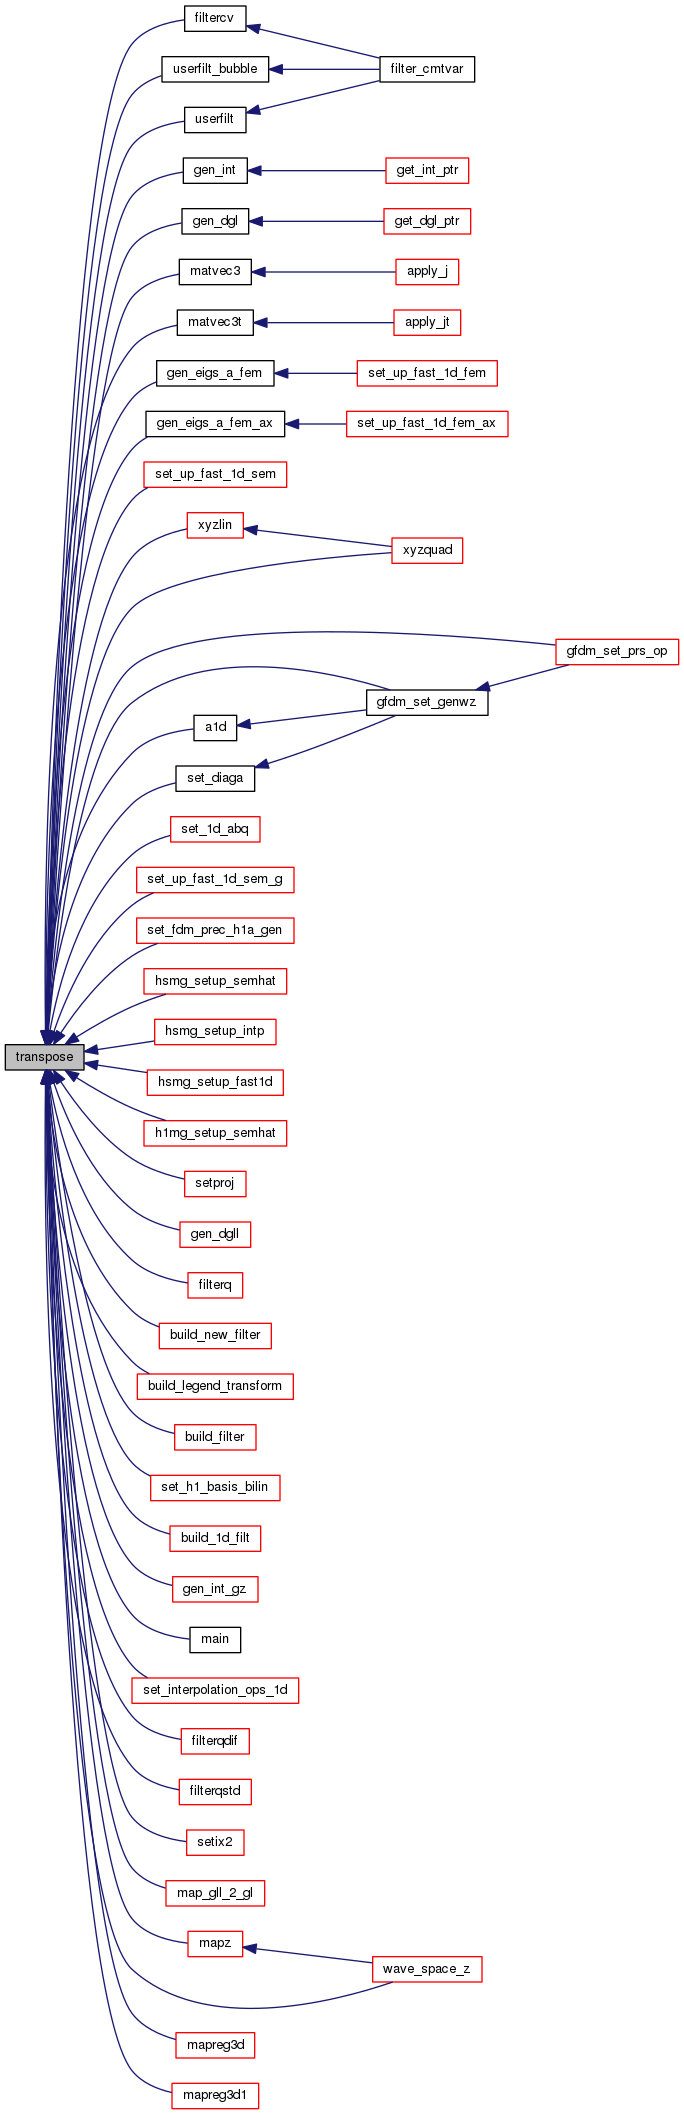 filtercv
userfilt_bubble
filter_cmtvar
userfilt
gen_int
get_int_ptr
gen_dgl
get_dgl_ptr
matvec3
apply_j
matvec3t
apply_jt
gen_eigs_a_fem
set_up_fast_1d_fem
gen_eigs_a_fem_ax
set_up_fast_1d_fem_ax
set_up_fast_1d_sem
xyzlin
xyzquad
gfdm_set_prs_op
gfdm_set_genwz
a1d
set_diaga
set_1d_abq
set_up_fast_1d_sem_g
set_fdm_prec_h1a_gen
hsmg_setup_semhat
hsmg_setup_intp
transpose
hsmg_setup_fast1d
h1mg_setup_semhat
setproj
gen_dgll
filterq
build_new_filter
build_legend_transform
build_filter
set_h1_basis_bilin
build_1d_filt
gen_int_gz
main
set_interpolation_ops_1d
filterqdif
filterqstd
setix2
map_gll_2_gl
mapz
wave_space_z
mapreg3d
mapreg3d1